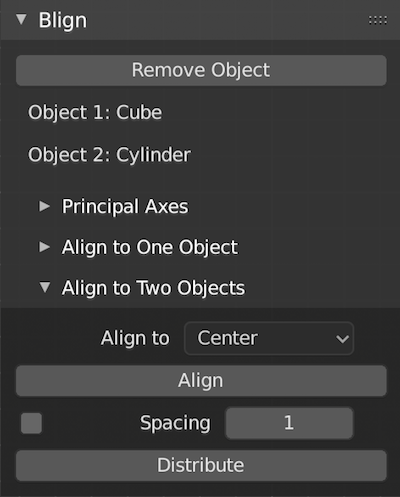 Blign
Remove Object
Object 1: Cube
Object 2: Cylinder
Principal Axes
Align to One Object
Align to Two Objects
Align to Center
Align
Spacing 1
Distribute